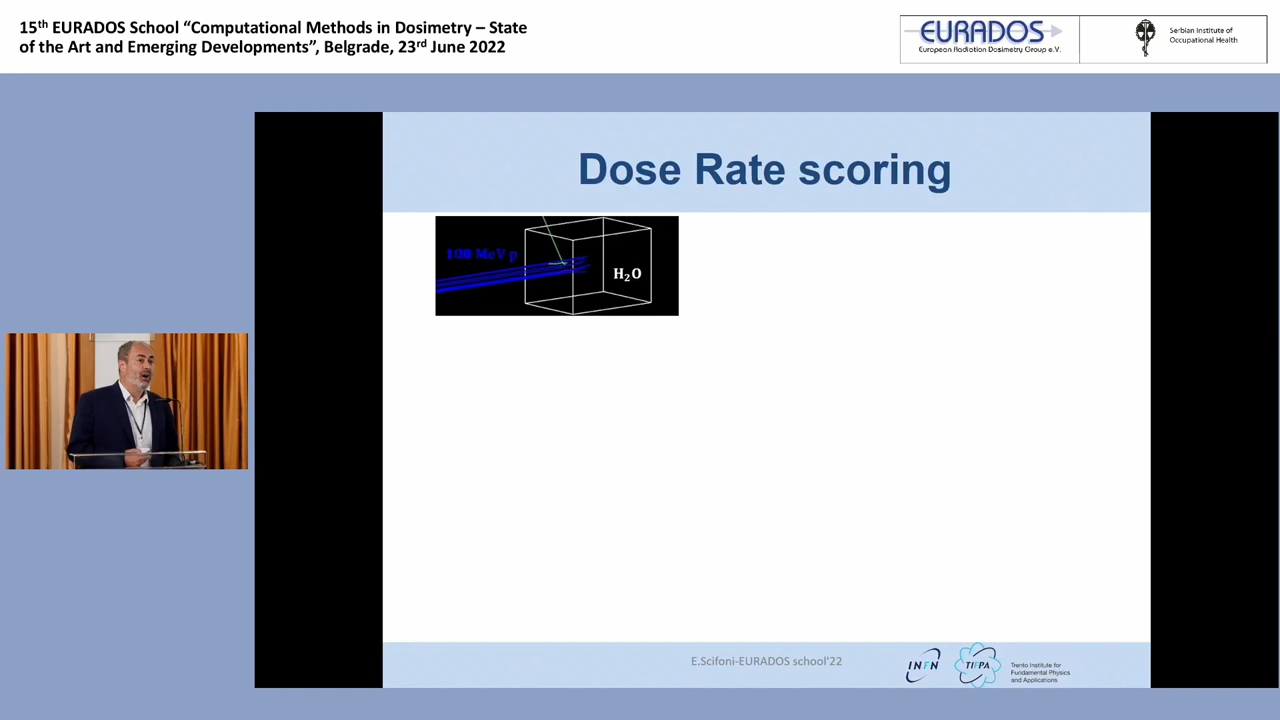 15th EURADOS School “Computational Methods in Dosimetry – State
of the Art and Emerging Developments”, Belgrade, 23rd June 2022
EURADOS
European Radiation Dosimetry Group e.V.
Serbian Institute of
Occupational Health
Dose Rate scoring
100 MeV p
H2O
E.Scifoni-EURADOS school'22
INFN
TIFPA
Trento Institute for
Fundamental Physics
and Applications